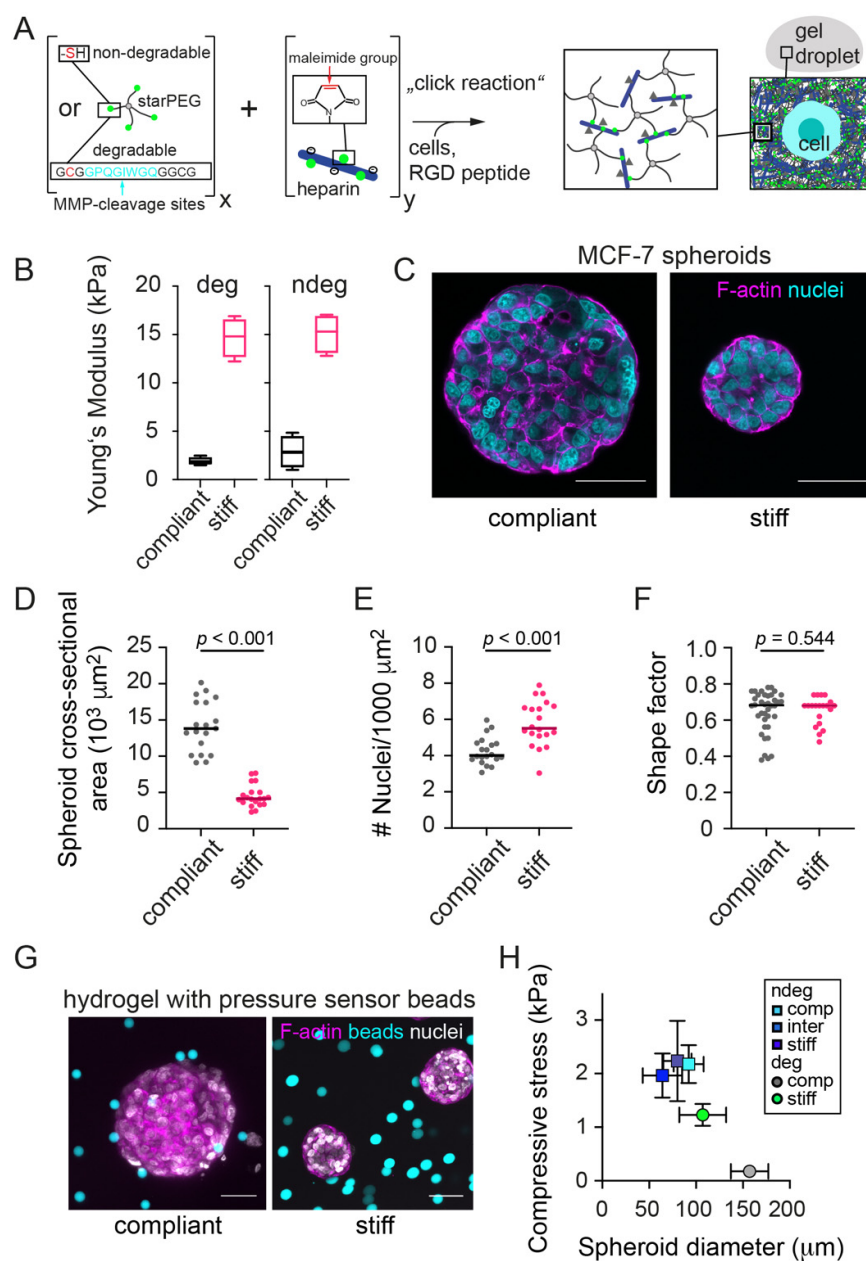 A
-SH non-degradable
or
starPEG
degradable
GCGGPQGIWGQGGCG
MMP-cleavage sites
x
+
maleimide group
O
N
O
heparin
y
„click reaction“
cells,
RGD peptide
gel
droplet
cell
B
Young‘s Modulus (kPa)
deg
ndeg
20
15
10
5
0
compliant
stiff
compliant
stiff
C
MCF-7 spheroids
F-actin nuclei
compliant
stiff
D
Spheroid cross-sectional
area (10³ μm²)
p < 0.001
25
20
15
10
5
0
compliant
stiff
E
# Nuclei/1000 μm²
p < 0.001
10
8
6
4
2
0
compliant
stiff
F
Shape factor
p = 0.544
1.0
0.8
0.6
0.4
0.2
0
compliant
stiff
G
hydrogel with pressure sensor beads
F-actin beads nuclei
compliant
stiff
H
Compressive stress (kPa)
3
2
1
0
0 50 100 150 200
Spheroid diameter (μm)
ndeg
comp
inter
stiff
deg
comp
stiff